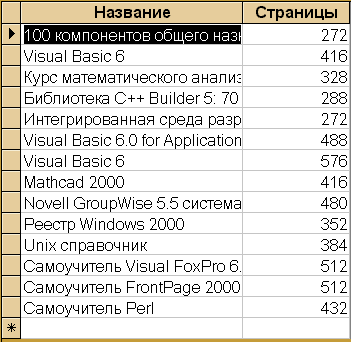 Название Страницы
100 компонентов общего наз 272
Visual Basic 6 416
Курс математического анализ 328
Библиотека C++ Builder 5: 70 288
Интегрированная среда разр 272
Visual Basic 6.0 for Application 488
Visual Basic 6 576
Mathcad 2000 416
Novell GroupWise 5.5 система 480
Реестр Windows 2000 352
Unix справочник 384
Самоучитель Visual FoxPro 6. 512
Самоучитель FrontPage 2000 512
Самоучитель Perl 432